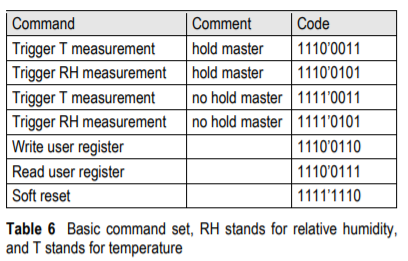 Command Comment Code
Trigger T measurement hold master 1110'0011
Trigger RH measurement hold master 1110'0101
Trigger T measurement no hold master 1111'0011
Trigger RH measurement no hold master 1111'0101
Write user register 1110'0110
Read user register 1110'0111
Soft reset 1111'1110
Table 6 Basic command set, RH stands for relative humidity,
and T stands for temperature